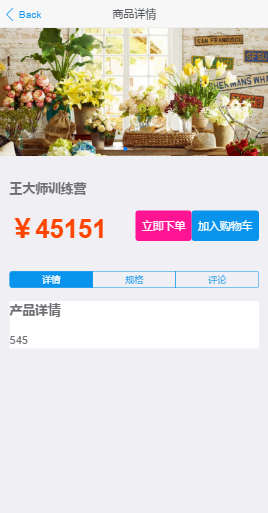 Back 商品详情
SAN FRANCISCO
SFSU
SHERMANS WHA
王大师训练营
￥45151 立即下单 加入购物车
详情 规格 评论
产品详情
545